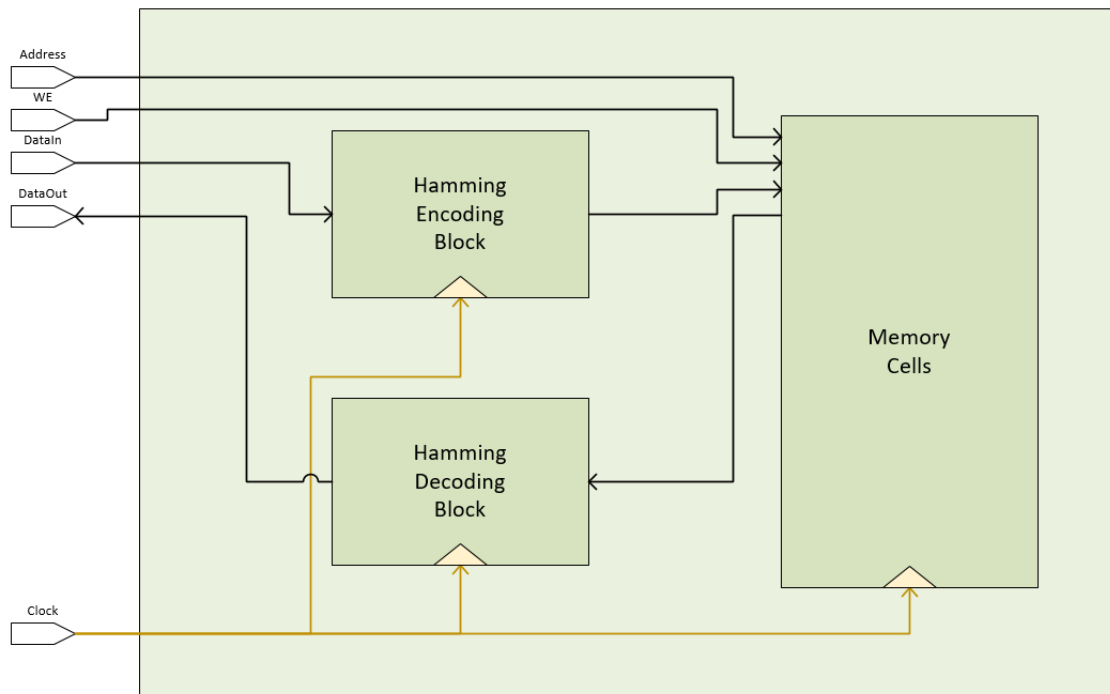 Address
WE
DataIn
DataOut
Hamming
Encoding
Block
Memory
Cells
Hamming
Decoding
Block
Clock